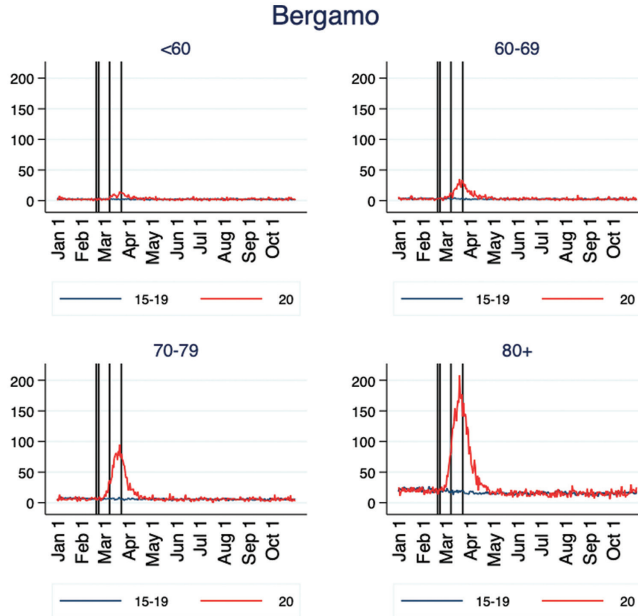 Bergamo
<60
200
150
100
50
0
Jan 1
Feb 1
Mar 1
Apr 1
May 1
Jun 1
Jul 1
Aug 1
Sep 1
Oct 1
15-19
20
60-69
200
150
100
50
0
Jan 1
Feb 1
Mar 1
Apr 1
May 1
Jun 1
Jul 1
Aug 1
Sep 1
Oct 1
15-19
20
70-79
200
150
100
50
0
Jan 1
Feb 1
Mar 1
Apr 1
May 1
Jun 1
Jul 1
Aug 1
Sep 1
Oct 1
15-19
20
80+
200
150
100
50
0
Jan 1
Feb 1
Mar 1
Apr 1
May 1
Jun 1
Jul 1
Aug 1
Sep 1
Oct 1
15-19
20